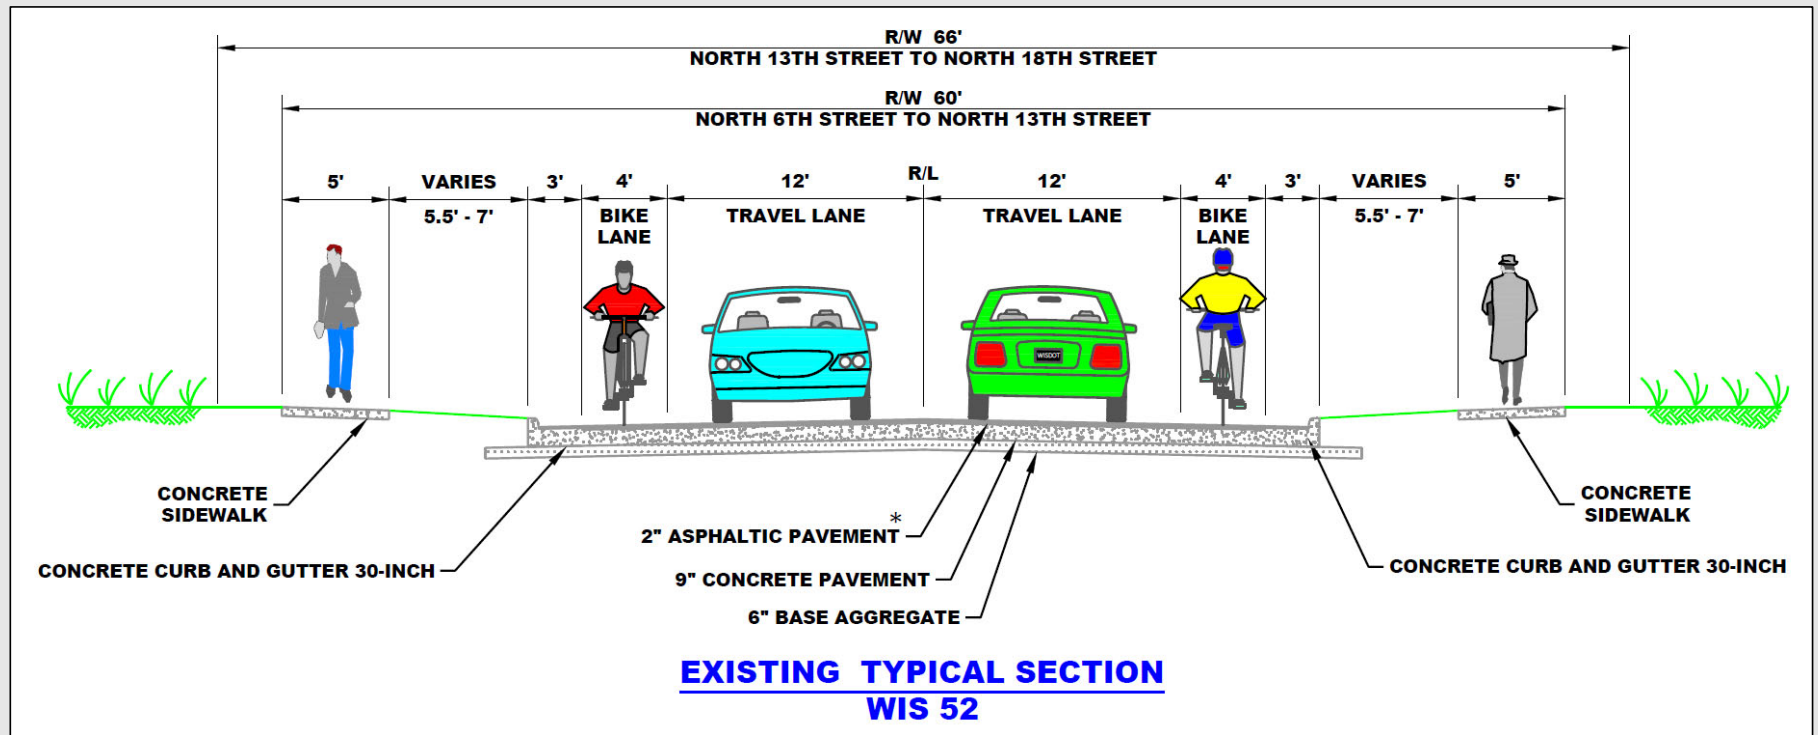 R/W 66'
NORTH 13TH STREET TO NORTH 18TH STREET
R/W 60'
NORTH 6TH STREET TO NORTH 13TH STREET
5' VARIES 3' 4' 12' R/L 12' 4' 3' VARIES 5'
5.5' - 7' BIKE LANE TRAVEL LANE TRAVEL LANE BIKE LANE 5.5' - 7'
WISDOT
CONCRETE
SIDEWALK
CONCRETE
SIDEWALK
2" ASPHALTIC PAVEMENT*
CONCRETE CURB AND GUTTER 30-INCH
CONCRETE CURB AND GUTTER 30-INCH
9" CONCRETE PAVEMENT
6" BASE AGGREGATE
EXISTING TYPICAL SECTION
WIS 52